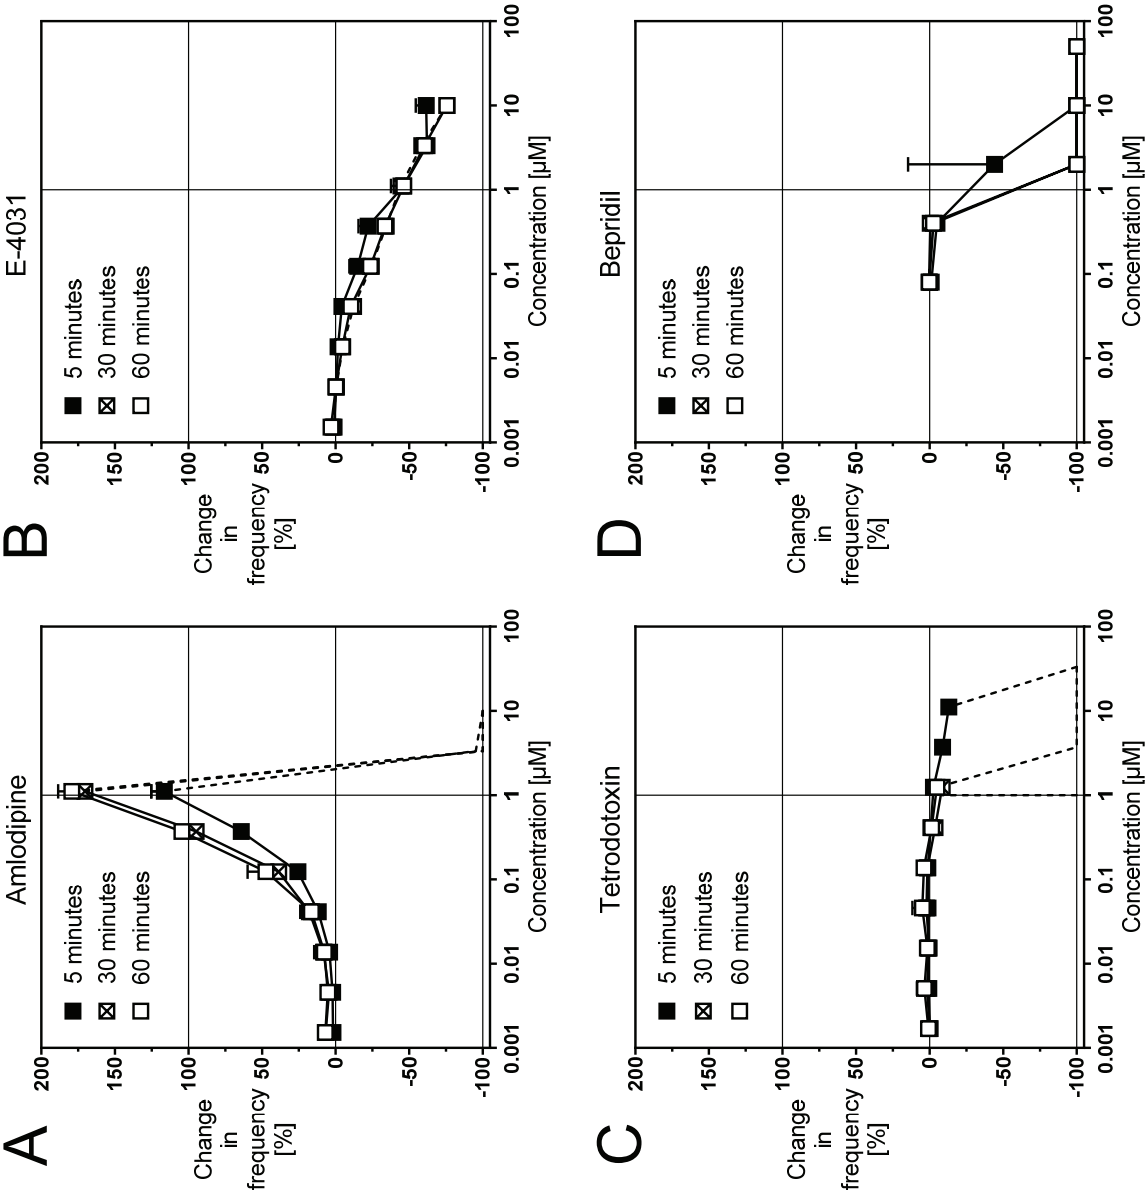 A
Amlodipine
Change
in
frequency
[%]
200
150
100
50
0
-50
-100
5 minutes
30 minutes
60 minutes
0.001
0.01
0.1
1
10
100
Concentration [µM]
B
E-4031
Change
in
frequency
[%]
200
150
100
50
0
-50
-100
5 minutes
30 minutes
60 minutes
0.001
0.01
0.1
1
10
100
Concentration [µM]
C
Tetrodotoxin
Change
in
frequency
[%]
200
150
100
50
0
-50
-100
5 minutes
30 minutes
60 minutes
0.001
0.01
0.1
1
10
100
Concentration [µM]
D
Bepridil
Change
in
frequency
[%]
200
150
100
50
0
-50
-100
5 minutes
30 minutes
60 minutes
0.001
0.01
0.1
1
10
100
Concentration [µM]